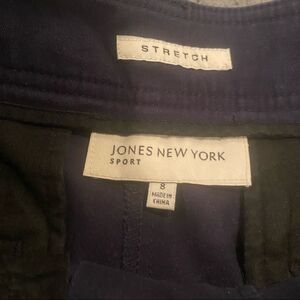 STRETCH
JONES NEW YORK
SPORT
8
MADE IN
CHINA